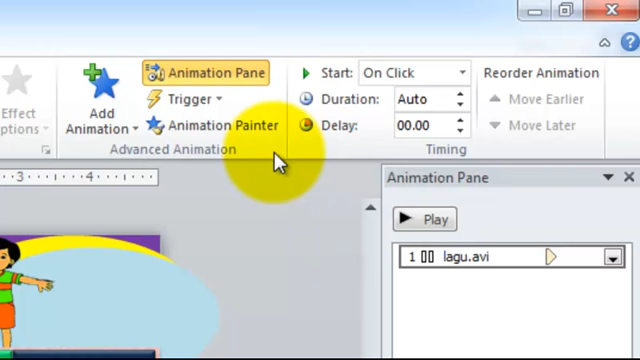 Animation Pane
Start: On Click
Reorder Animation
Effect
ptions
Add
Animation
Trigger
Duration: Auto
Move Earlier
Animation Painter
Delay: 00.00
Move Later
Advanced Animation
Timing
3 4
Animation Pane
Play
1 lagu.avi